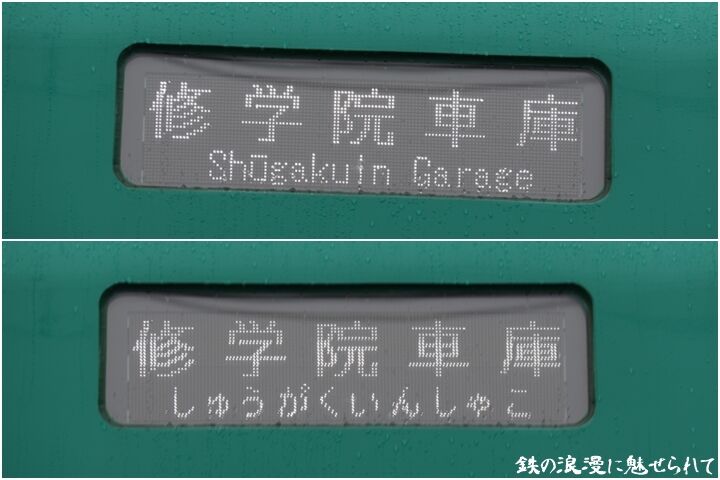 修学院車庫
Shūgakuin Garage
修学院車庫
しゅうがくいんしゃこ
鉄の浪漫に魅せられて